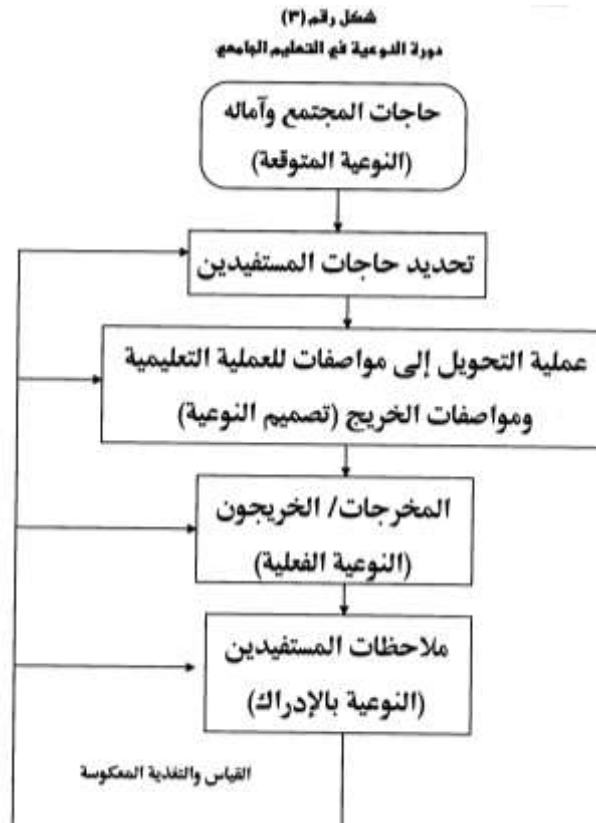 شكل رقم (٣)
دورة النوعية في التعليم الجامعي
حاجات المجتمع وآماله
(النوعية المتوقعة)
تحديد حاجات المستفيدين
عملية التحويل إلى مواصفات للعملية التعليمية
ومواصفات الخريج (تصميم النوعية)
المخرجات/ الخريجون
(النوعية الفعلية)
ملاحظات المستفيدين
(النوعية بالإدراك)
القياس والتغذية المعكوسة